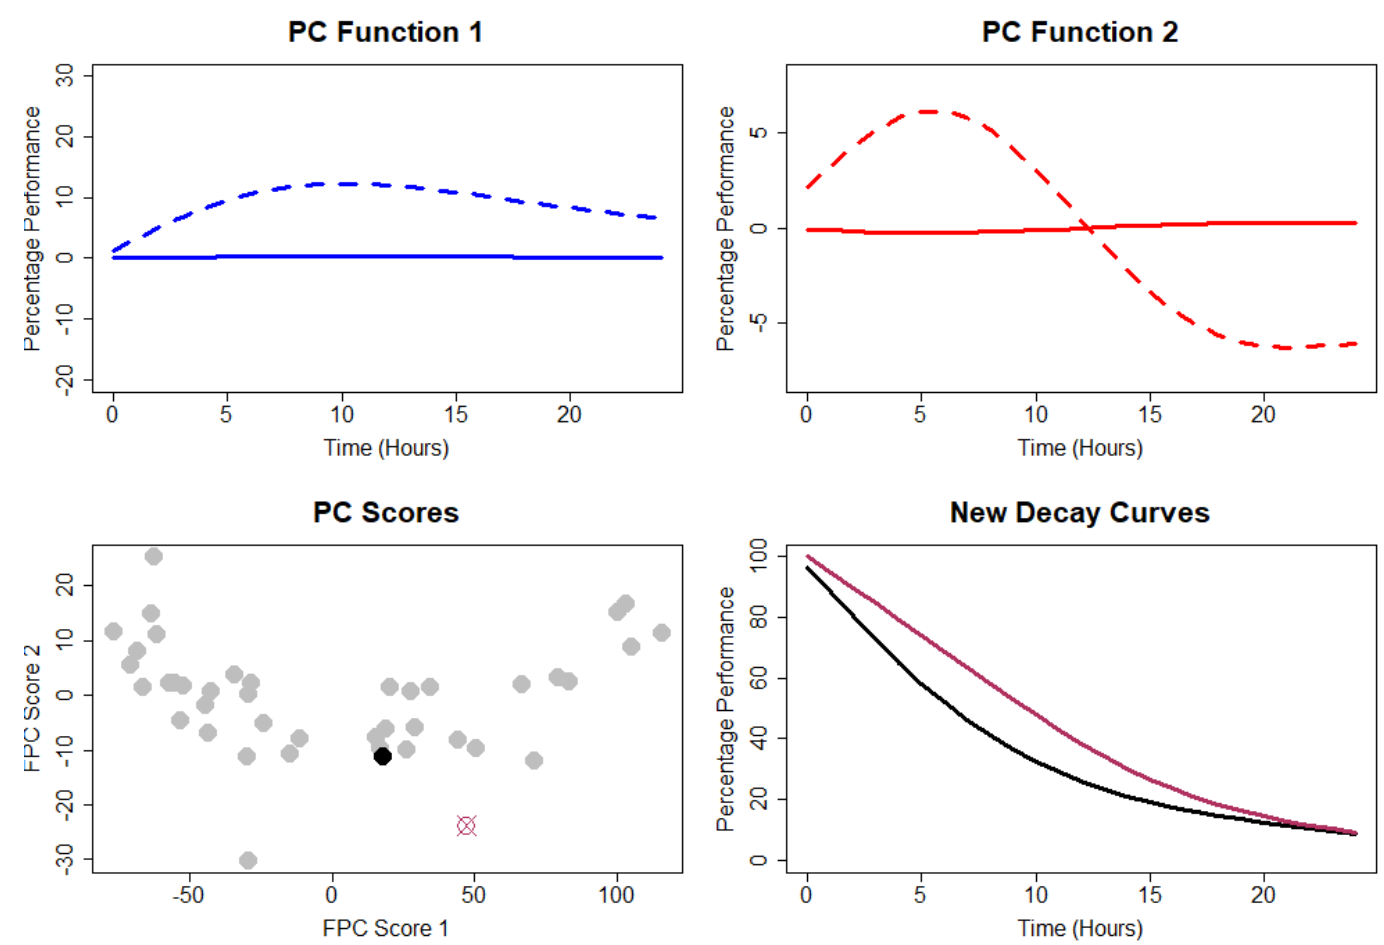 PC Function 1
Percentage Performance
30
20
10
0
-10
-20
0 5 10 15 20
Time (Hours)
PC Function 2
Percentage Performance
5
0
-5
0 5 10 15 20
Time (Hours)
PC Scores
FPC Score 2
20
10
0
-10
-20
-30
-50 0 50 100
FPC Score 1
New Decay Curves
Percentage Performance
100
80
60
40
20
0
0 5 10 15 20
Time (Hours)